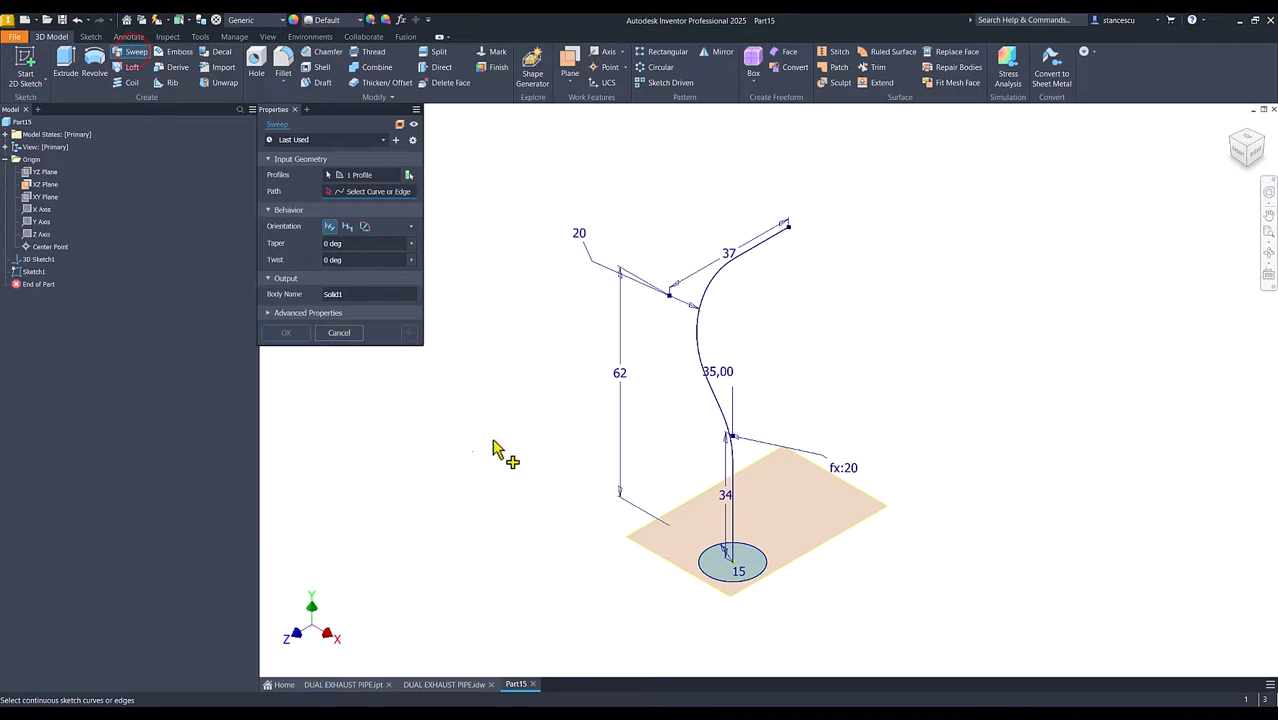 Generic
Default
Autodesk Inventor Professional 2025 Part15
Search Help & Commands...
stancescu
File 3D Model Sketch Annotate Inspect Tools Manage View Environments Collaborate Fusion
Start
2D Sketch
Sketch
Extrude
Revolve
Sweep
Loft
Coil
Emboss
Derive
Rib
Decal
Import
Unwrap
Create
Hole
Fillet
Chamfer
Shell
Draft
Thread
Combine
Thicken/ Offset
Split
Direct
Delete Face
Mark
Finish
Modify
Shape
Generator
Explore
Plane
Axis
Point
UCS
Work Features
Rectangular
Circular
Sketch Driven
Mirror
Pattern
Box
Face
Convert
Create Freeform
Stitch
Patch
Sculpt
Ruled Surface
Trim
Extend
Replace Face
Repair Bodies
Fit Mesh Face
Surface
Stress
Analysis
Simulation
Convert to
Sheet Metal
Convert
Model
Part15
Model States: [Primary]
View: [Primary]
Origin
YZ Plane
XZ Plane
XY Plane
X Axis
Y Axis
Z Axis
Center Point
3D Sketch1
Sketch1
End of Part
Properties
Sweep
Last Used
Input Geometry
Profiles 1 Profile
Path Select Curve or Edge
Behavior
Orientation
Taper 0 deg
Twist 0 deg
Output
Body Name Solid1
Advanced Properties
OK Cancel
TOP
FRONT
RIGHT
20
37
62
35,00
fx:20
34
15
Y
Z X
Home DUAL EXHAUST PIPE.ipt DUAL EXHAUST PIPE.idw Part15
Select continuous sketch curves or edges
1 3